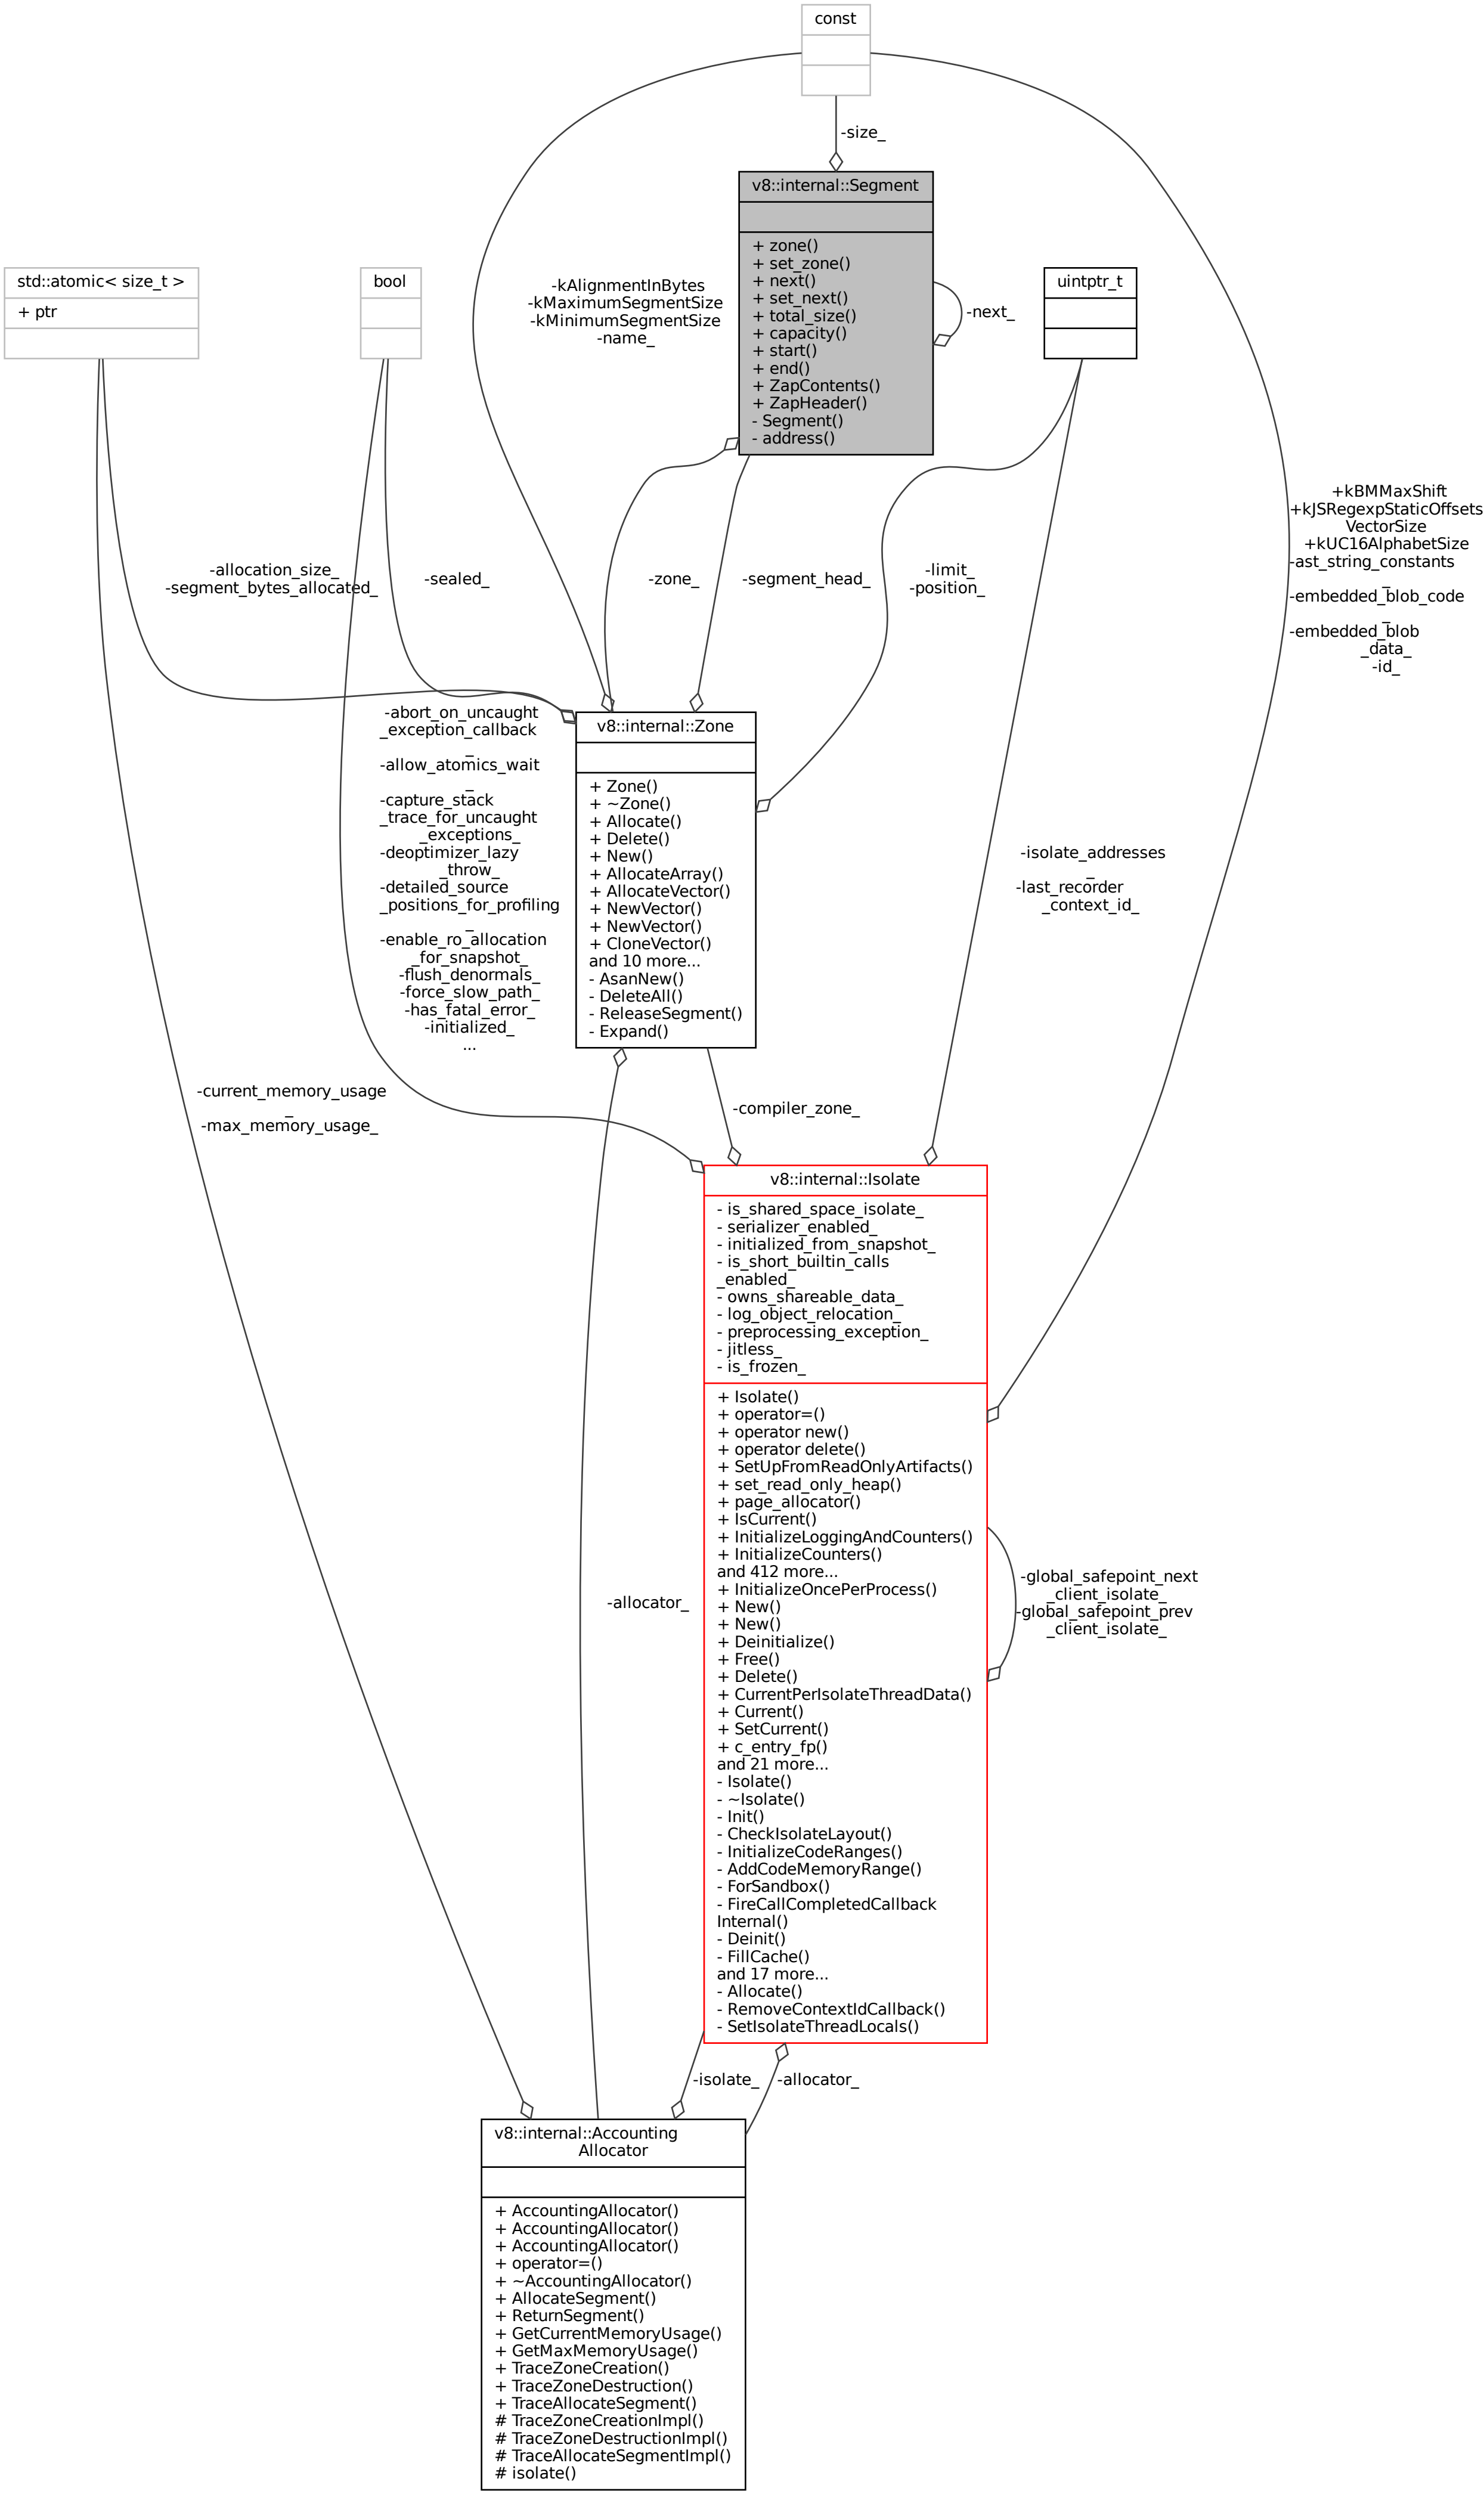 const
-size_
v8::internal::Segment
+ zone()
+ set_zone()
+ next()
+ set_next()
+ total_size()
+ capacity()
+ start()
+ end()
+ ZapContents()
+ ZapHeader()
- Segment()
- address()
-next_
-kAlignmentInBytes
-kMaximumSegmentSize
-kMinimumSegmentSize
-name_
std::atomic< size_t >
+ ptr
bool
uintptr_t
+kBMMaxShift
+kJSRegexpStaticOffsets
VectorSize
+kUC16AlphabetSize
-ast_string_constants
_
-embedded_blob_code
_
-embedded_blob
_data_
-id_
-allocation_size_
-segment_bytes_allocated_
-sealed_
-zone_
-segment_head_
-limit_
-position_
-abort_on_uncaught
_exception_callback
_
-allow_atomics_wait
_
-capture_stack
_trace_for_uncaught
_exceptions_
-deoptimizer_lazy
_throw_
-detailed_source
_positions_for_profiling
_
-enable_ro_allocation
_for_snapshot_
-flush_denormals_
-force_slow_path_
-has_fatal_error_
-initialized_
...
v8::internal::Zone
+ Zone()
+ ~Zone()
+ Allocate()
+ Delete()
+ New()
+ AllocateArray()
+ AllocateVector()
+ NewVector()
+ NewVector()
+ CloneVector()
and 10 more...
- AsanNew()
- DeleteAll()
- ReleaseSegment()
- Expand()
-isolate_addresses
_
-last_recorder
_context_id_
-current_memory_usage
_
-max_memory_usage_
-compiler_zone_
v8::internal::Isolate
- is_shared_space_isolate_
- serializer_enabled_
- initialized_from_snapshot_
- is_short_builtin_calls
_enabled_
- owns_shareable_data_
- log_object_relocation_
- preprocessing_exception_
- jitless_
- is_frozen_
+ Isolate()
+ operator=()
+ operator new()
+ operator delete()
+ SetUpFromReadOnlyArtifacts()
+ set_read_only_heap()
+ page_allocator()
+ IsCurrent()
+ InitializeLoggingAndCounters()
+ InitializeCounters()
and 412 more...
+ InitializeOncePerProcess()
+ New()
+ New()
+ Deinitialize()
+ Free()
+ Delete()
+ CurrentPerIsolateThreadData()
+ Current()
+ SetCurrent()
+ c_entry_fp()
and 21 more...
- Isolate()
- ~Isolate()
- Init()
- CheckIsolateLayout()
- InitializeCodeRanges()
- AddCodeMemoryRange()
- ForSandbox()
- FireCallCompletedCallback
Internal()
- Deinit()
- FillCache()
and 17 more...
- Allocate()
- RemoveContextIdCallback()
- SetIsolateThreadLocals()
-global_safepoint_next
_client_isolate_
-global_safepoint_prev
_client_isolate_
-allocator_
-isolate_
-allocator_
v8::internal::Accounting
Allocator
+ AccountingAllocator()
+ AccountingAllocator()
+ AccountingAllocator()
+ operator=()
+ ~AccountingAllocator()
+ AllocateSegment()
+ ReturnSegment()
+ GetCurrentMemoryUsage()
+ GetMaxMemoryUsage()
+ TraceZoneCreation()
+ TraceZoneDestruction()
+ TraceAllocateSegment()
# TraceZoneCreationImpl()
# TraceZoneDestructionImpl()
# TraceAllocateSegmentImpl()
# isolate()